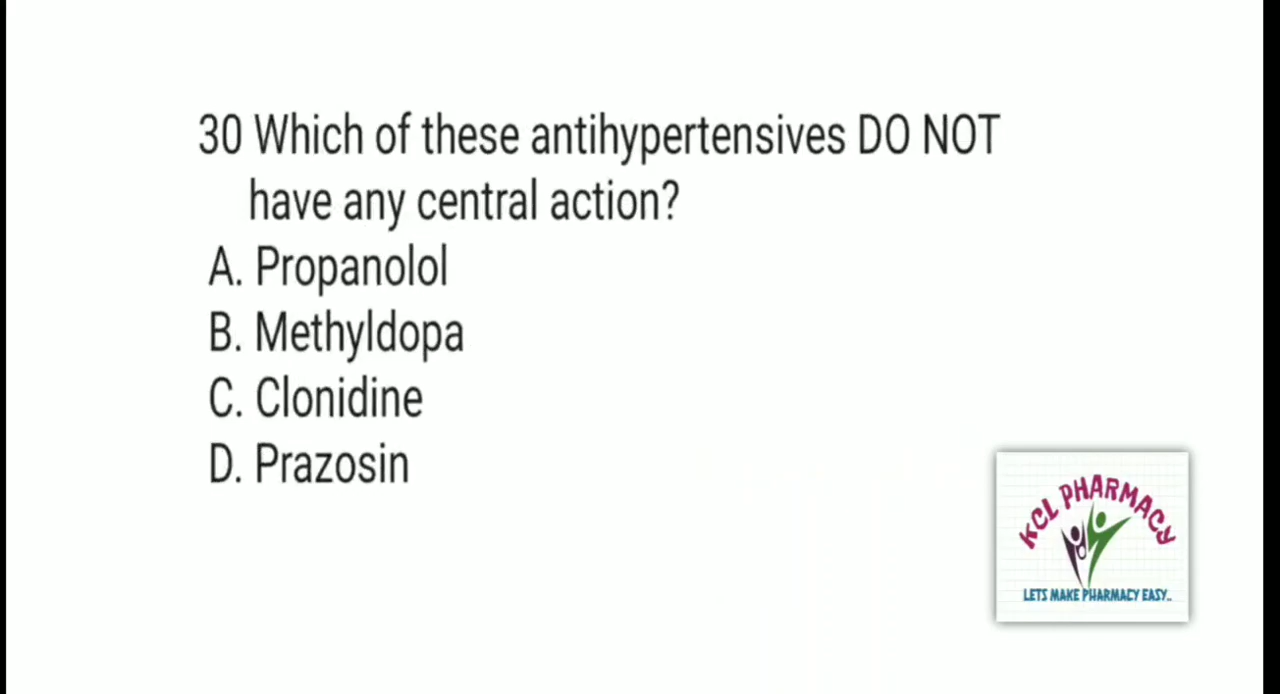 30 Which of these antihypertensives DO NOT
have any central action?
A. Propanolol
B. Methyldopa
C. Clonidine
D. Prazosin
KCL PHARMACY
LETS MAKE PHARMACY EASY..